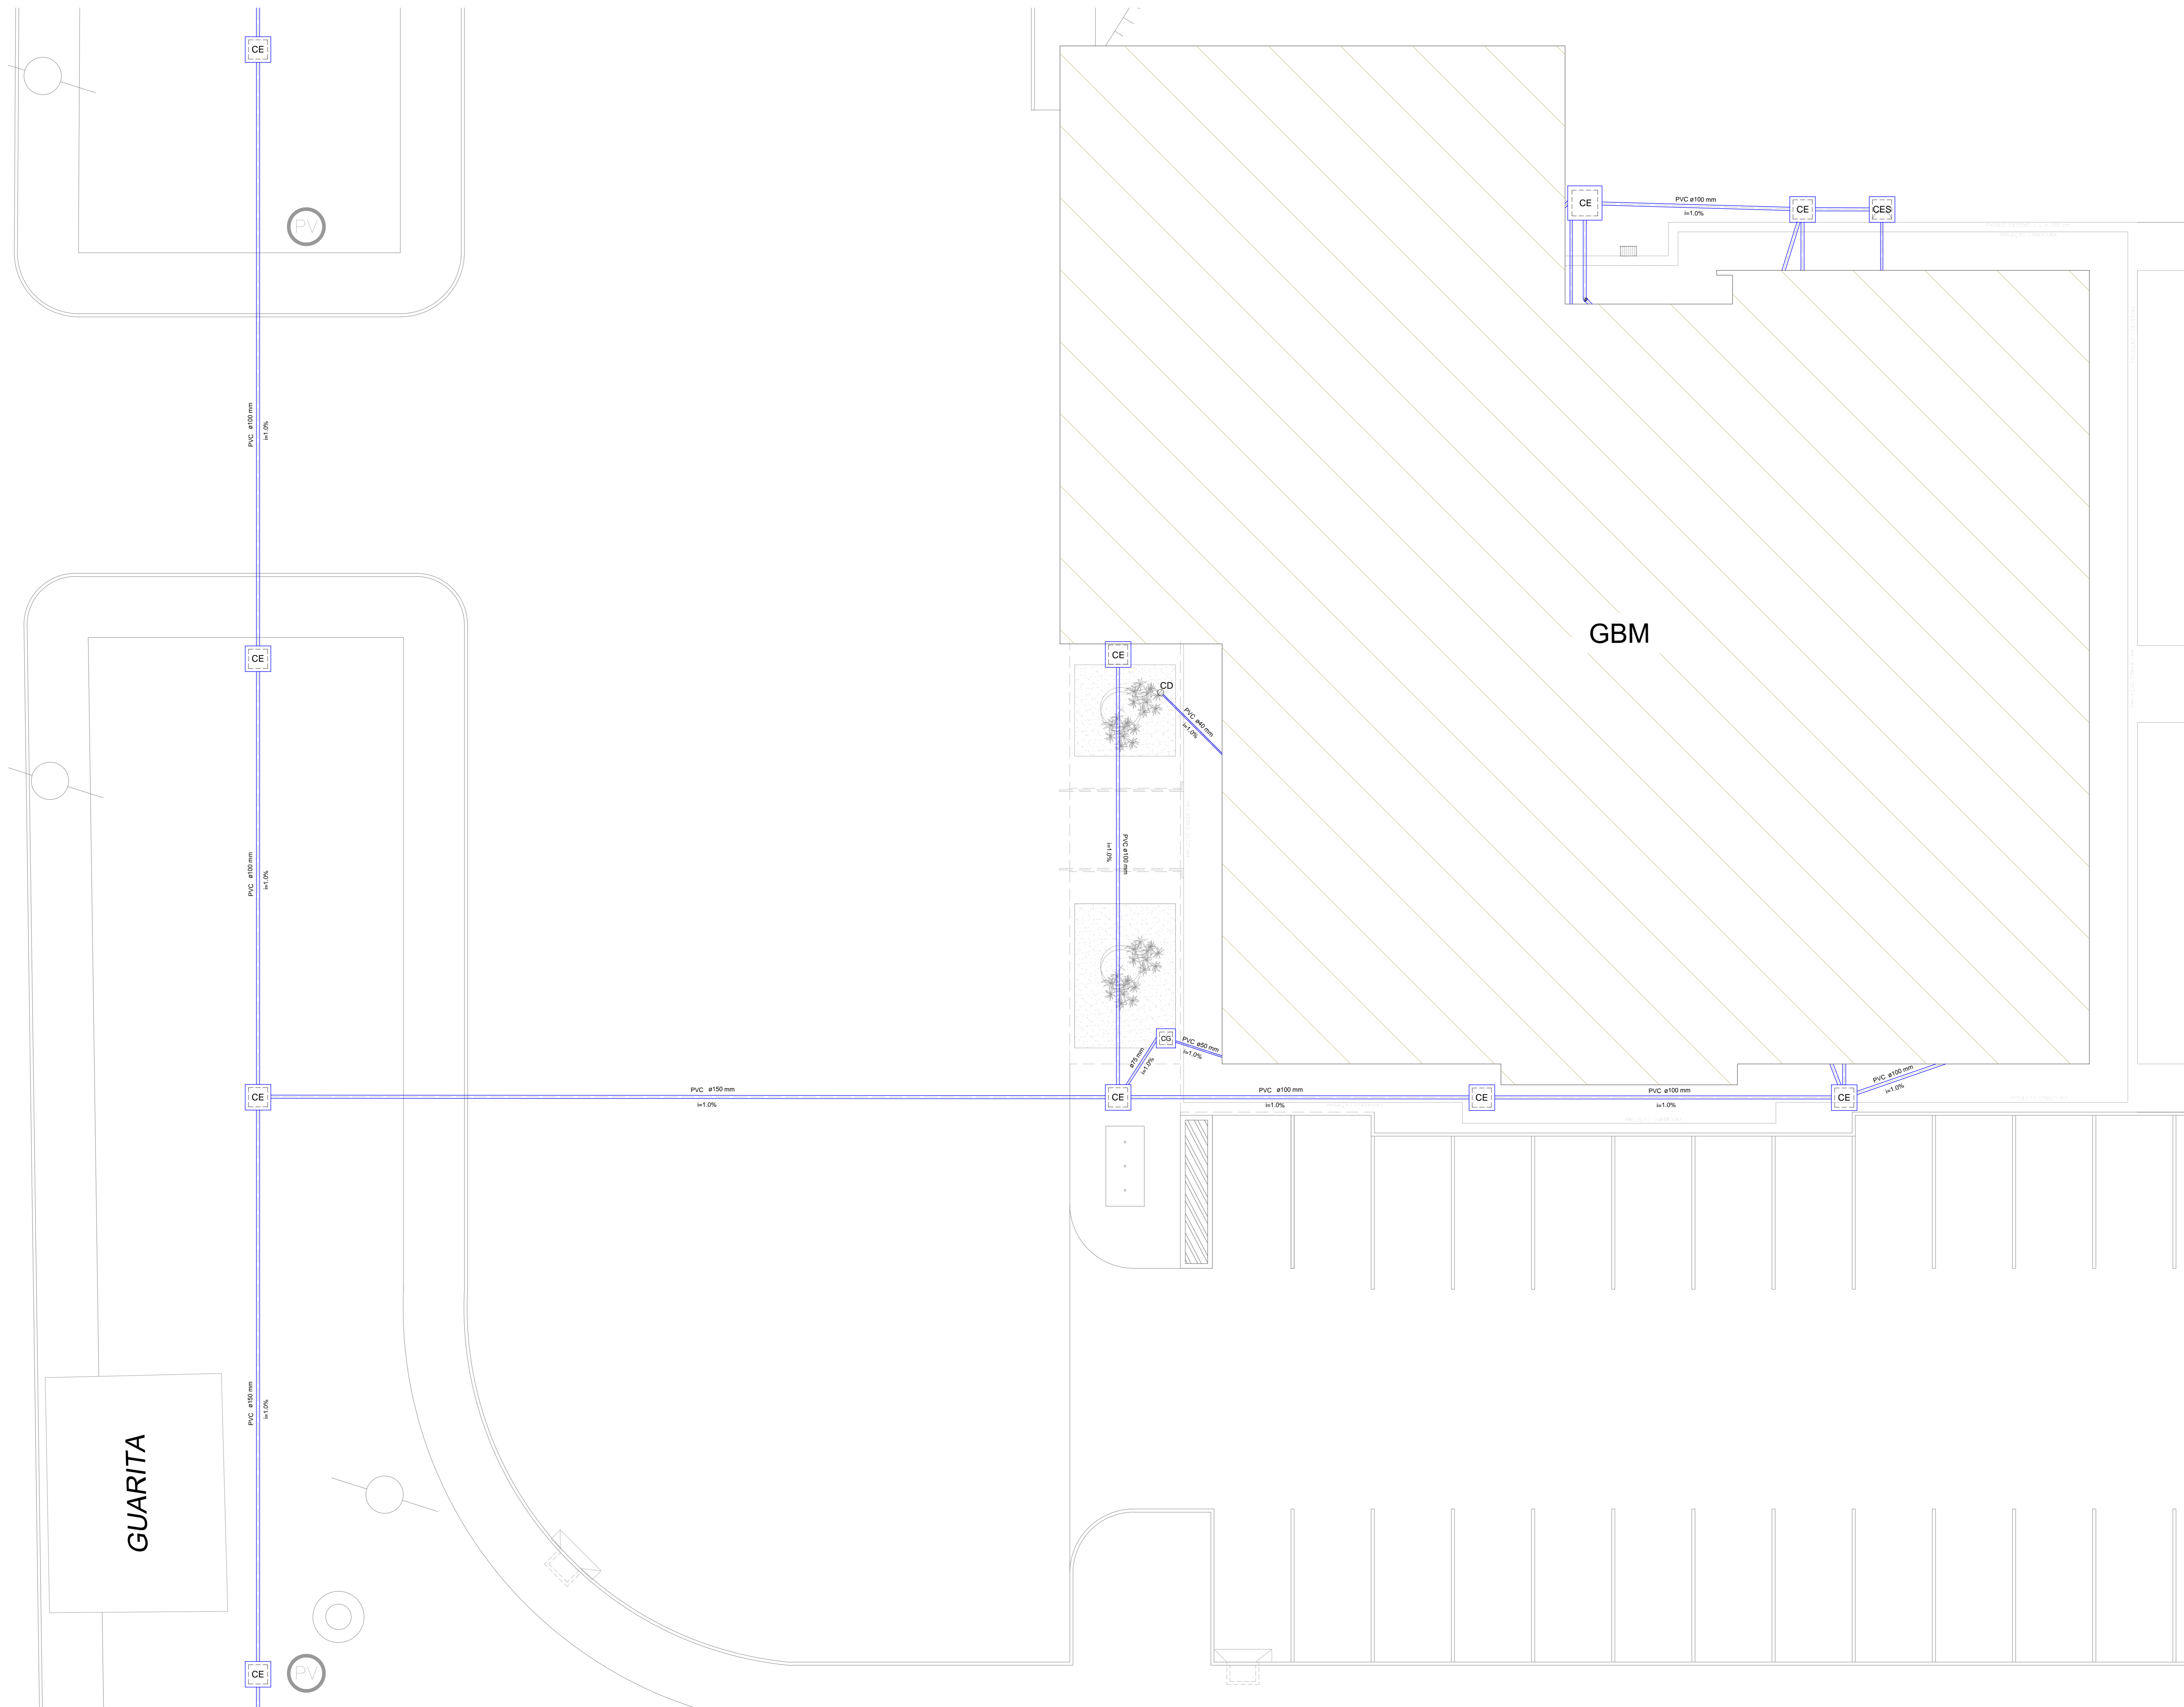 CE
PV
CE
PVC ø100 mm
i=1.0%
CE
CES
PVC ø100 mm
i=1.0%
GBM
CE
CE
CD
PVC ø40 mm
i=1.0%
PVC ø100 mm
i=1.0%
PVC ø100 mm
i=1.0%
CG
PVC ø50 mm
i=1.0%
ø75 mm
i=1.0%
CE
PVC ø150 mm
i=1.0%
CE
PVC ø100 mm
i=1.0%
CE
PVC ø100 mm
i=1.0%
CE
PVC ø100 mm
i=1.0%
PVC ø150 mm
i=1.0%
GUARITA
CE
PV